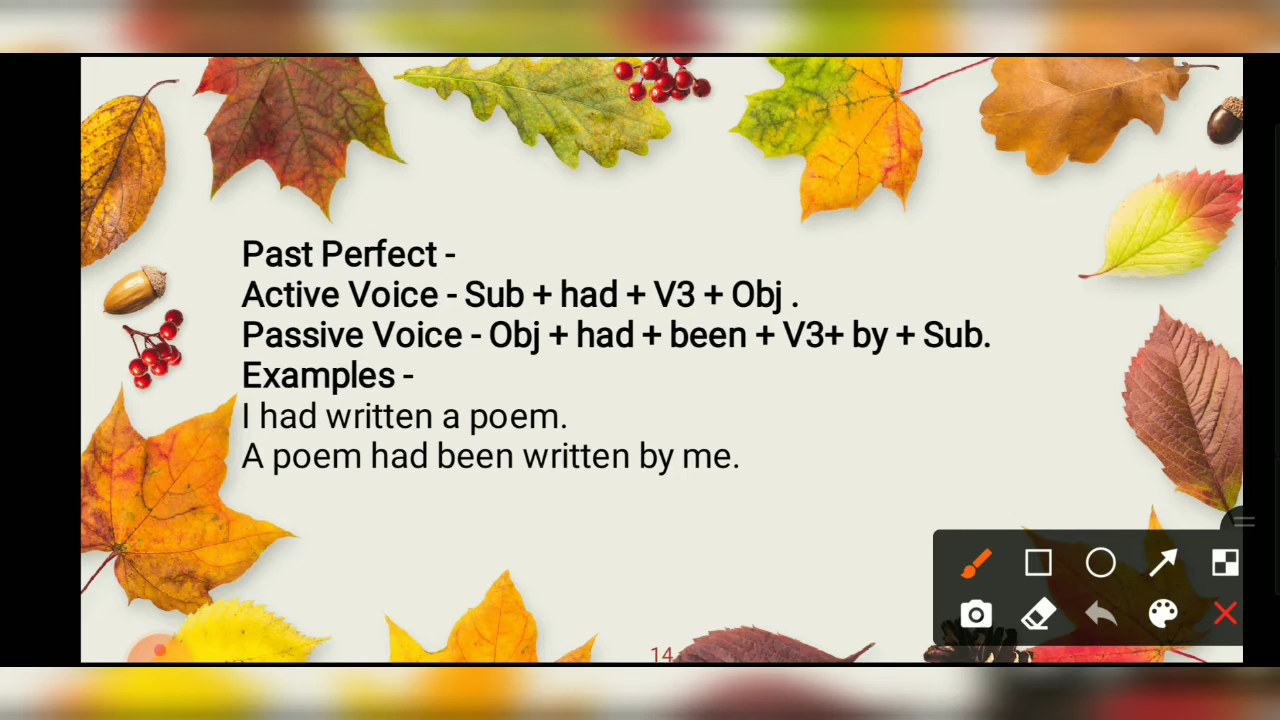 Past Perfect -
Active Voice - Sub + had + V3 + Obj .
Passive Voice - Obj + had + been + V3+ by + Sub.
Examples -
I had written a poem.
A poem had been written by me.
14